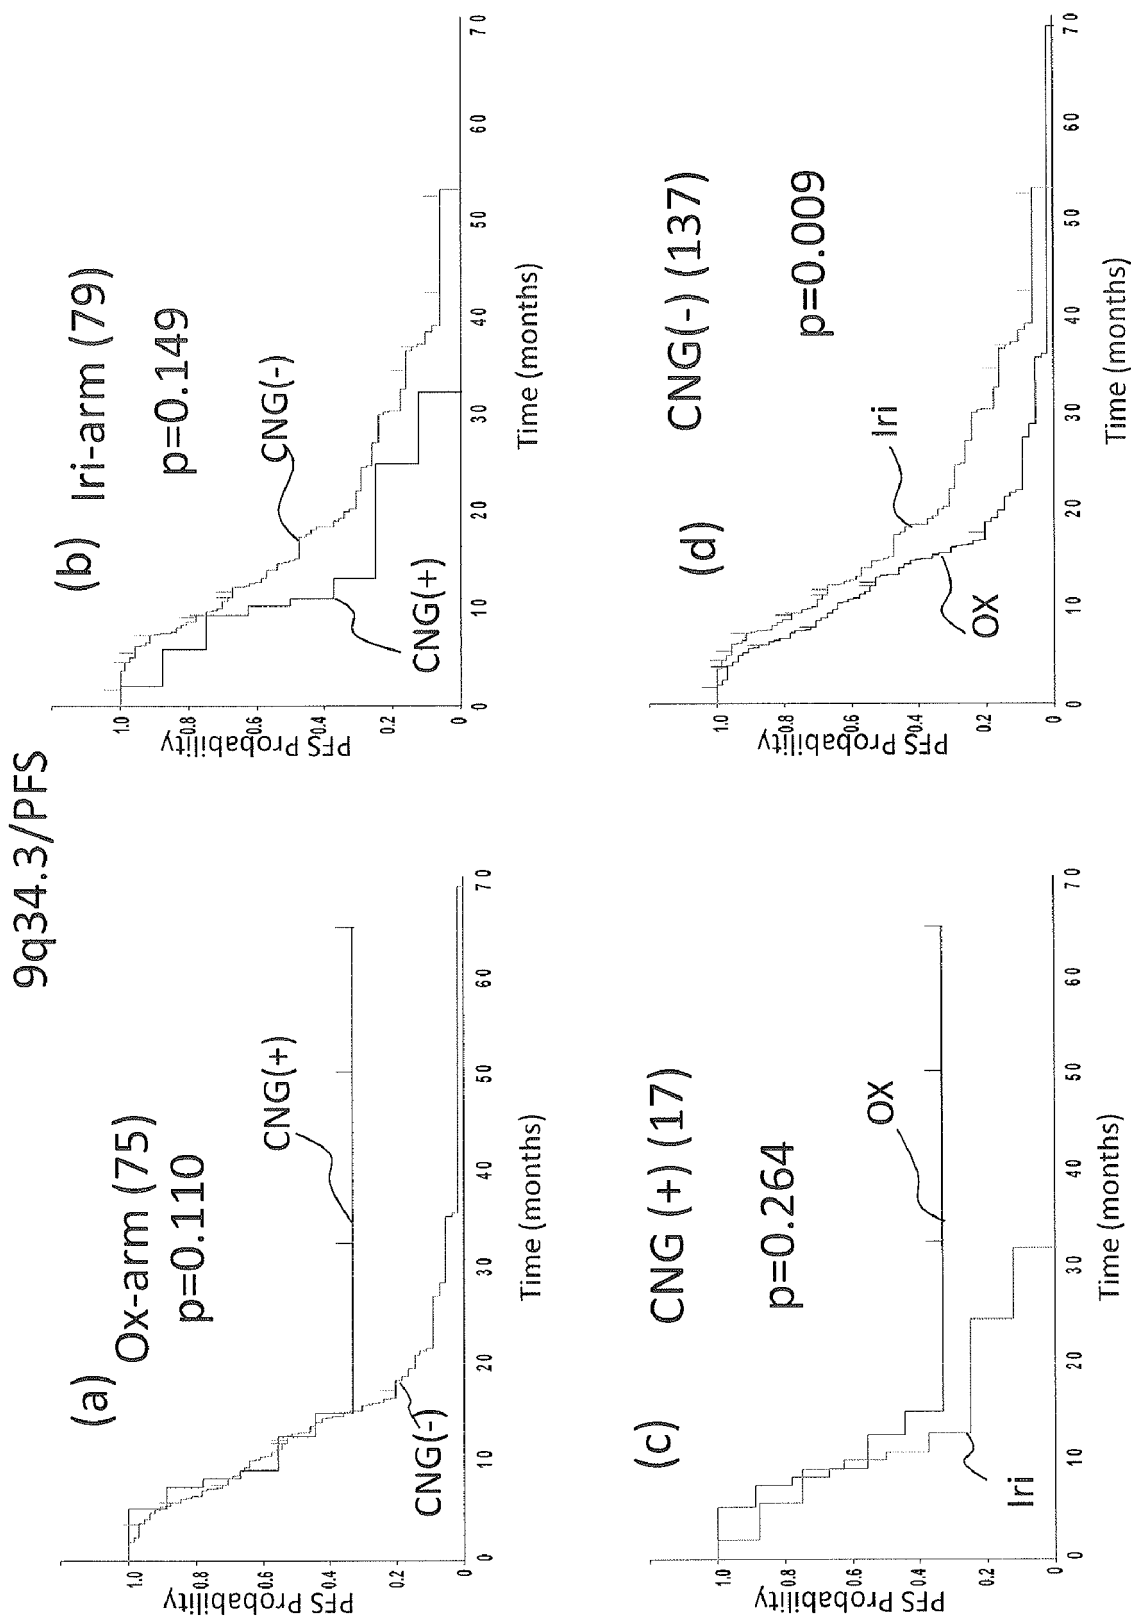 9q34.3/PFS
(a) Ox-arm (75)
p=0.110
PFS Probability
1.0
0.8
0.6
0.4
0.2
0
CNG(+)
CNG(-)
0 10 20 30 40 50 60 70
Time (months)
(b) Iri-arm (79)
p=0.149
PFS Probability
1.0
0.8
0.6
0.4
0.2
0
CNG(-)
CNG(+)
0 10 20 30 40 50 60 70
Time (months)
(c)
CNG (+) (17)
p=0.264
PFS Probability
1.0
0.8
0.6
0.4
0.2
0
OX
Iri
0 10 20 30 40 50 60 70
Time (months)
(d)
CNG(-) (137)
p=0.009
PFS Probability
1.0
0.8
0.6
0.4
0.2
0
Iri
OX
0 10 20 30 40 50 60 70
Time (months)